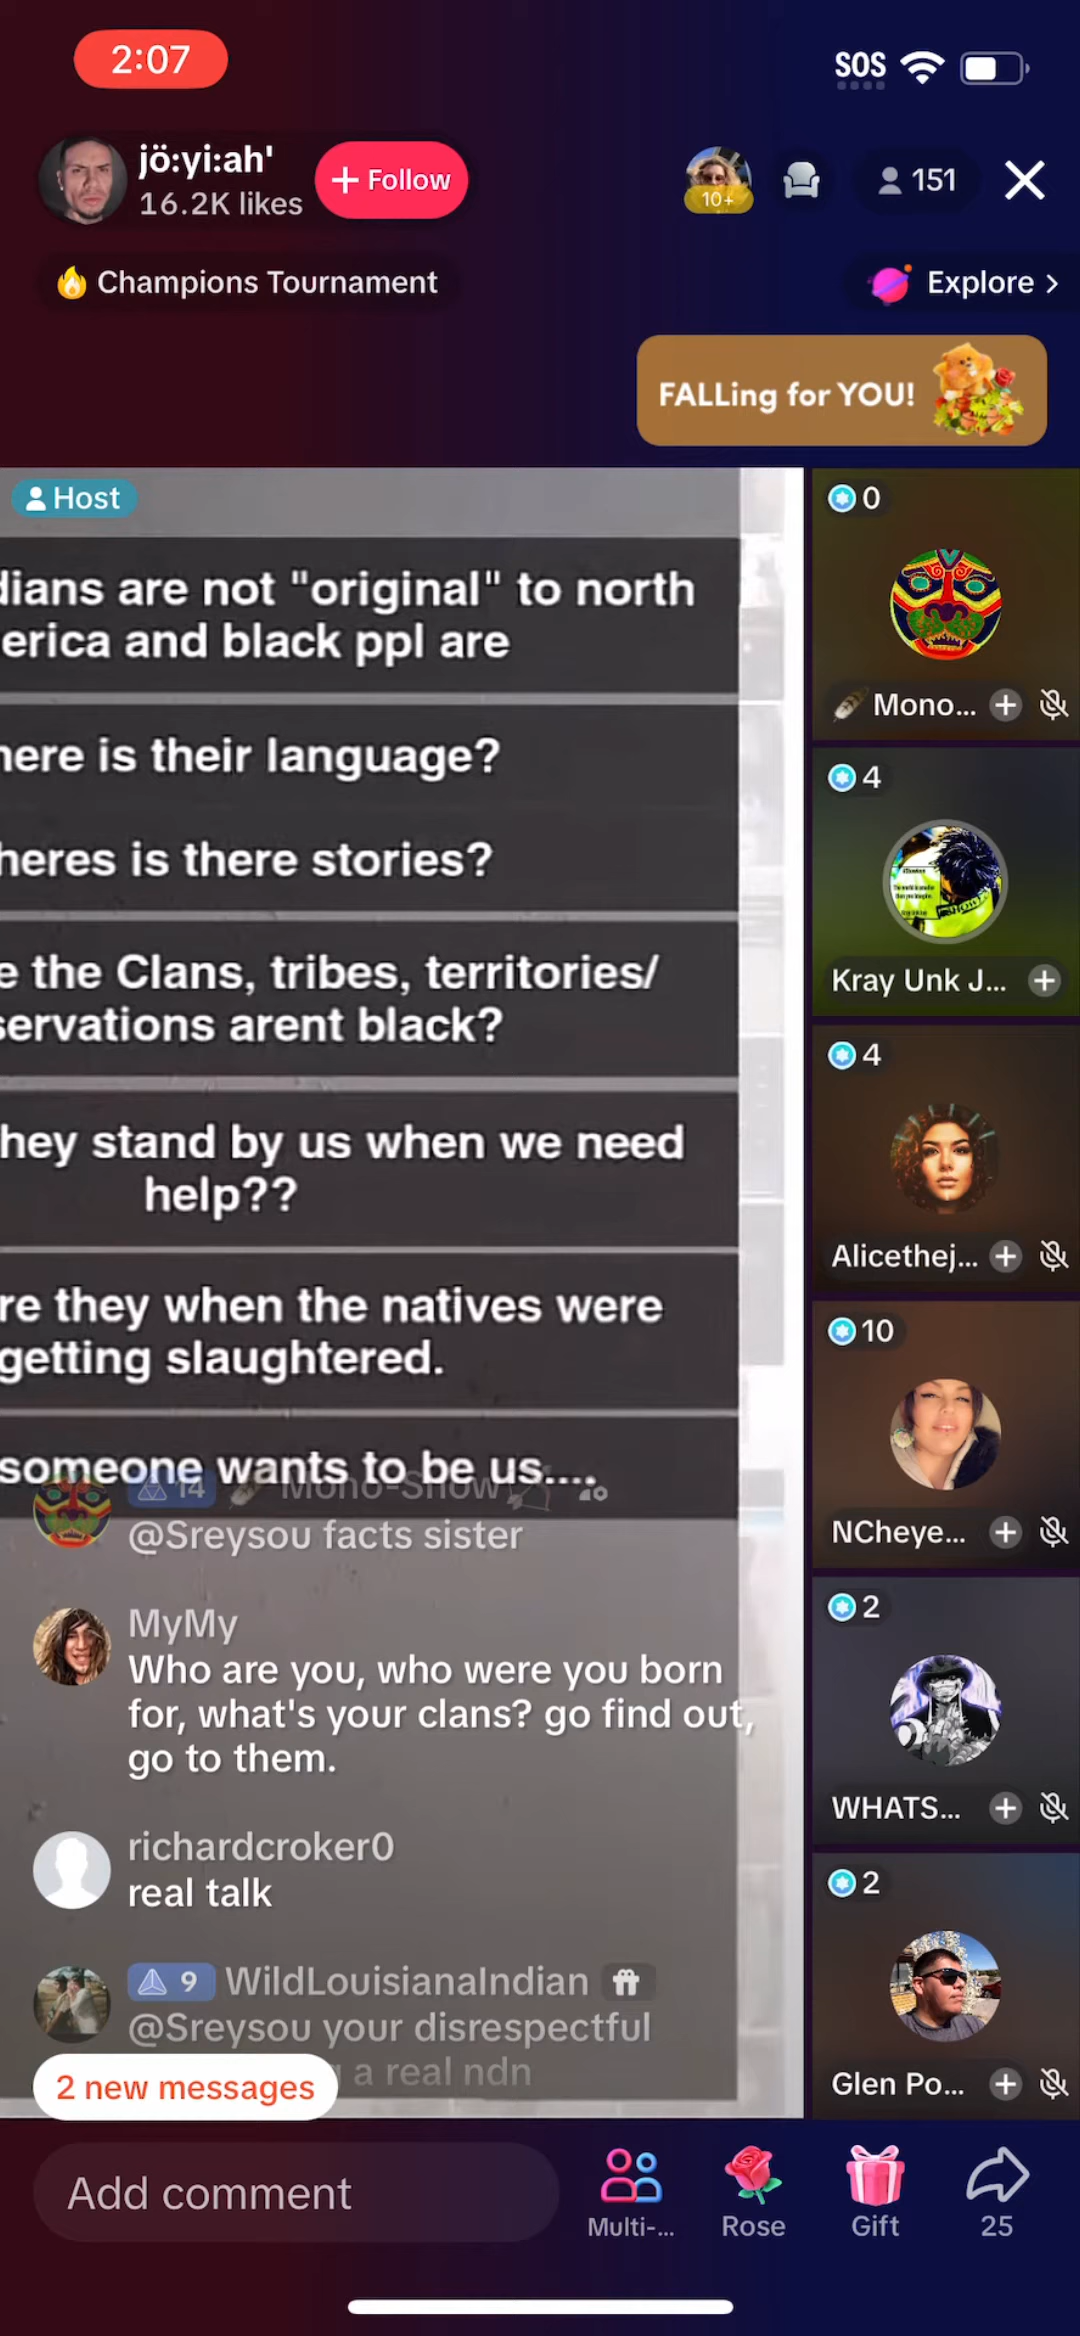 2:07
SOS
jö:yi:ah'
16.2K likes
+ Follow
10+
151
Champions Tournament
Explore >
FALLing for YOU!
Host
dians are not "original" to north
erica and black ppl are
here is their language?
heres is there stories?
e the Clans, tribes, territories/
servations arent black?
hey stand by us when we need
help??
re they when the natives were
getting slaughtered.
someone wants to be us....
14 Mono-Show
@Sreysou facts sister
MyMy
Who are you, who were you born
for, what's your clans? go find out,
go to them.
richardcroker0
real talk
9 WildLouisianaIndian
@Sreysou your disrespectful
a real ndn
2 new messages
0
Mono...
4
Kray Unk J...
4
Alicethej...
10
NCheye...
2
WHATS...
2
Glen Po...
Add comment
Multi-...
Rose
Gift
25